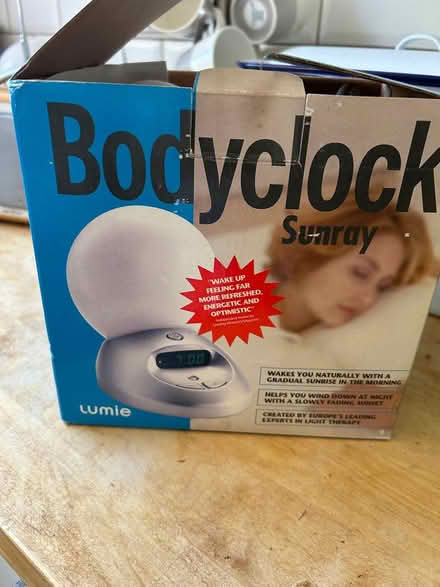 Bodyclock
Sunray
"WAKE UP
FEELING FAR
MORE REFRESHED,
ENERGETIC AND
OPTIMISTIC"
7:00
WAKES YOU NATURALLY WITH A
GRADUAL SUNRISE IN THE MORNING
HELPS YOU WIND DOWN AT NIGHT
WITH A SLOWLY FADING SUNSET
CREATED BY EUROPE'S LEADING
EXPERTS IN LIGHT THERAPY
Lumie